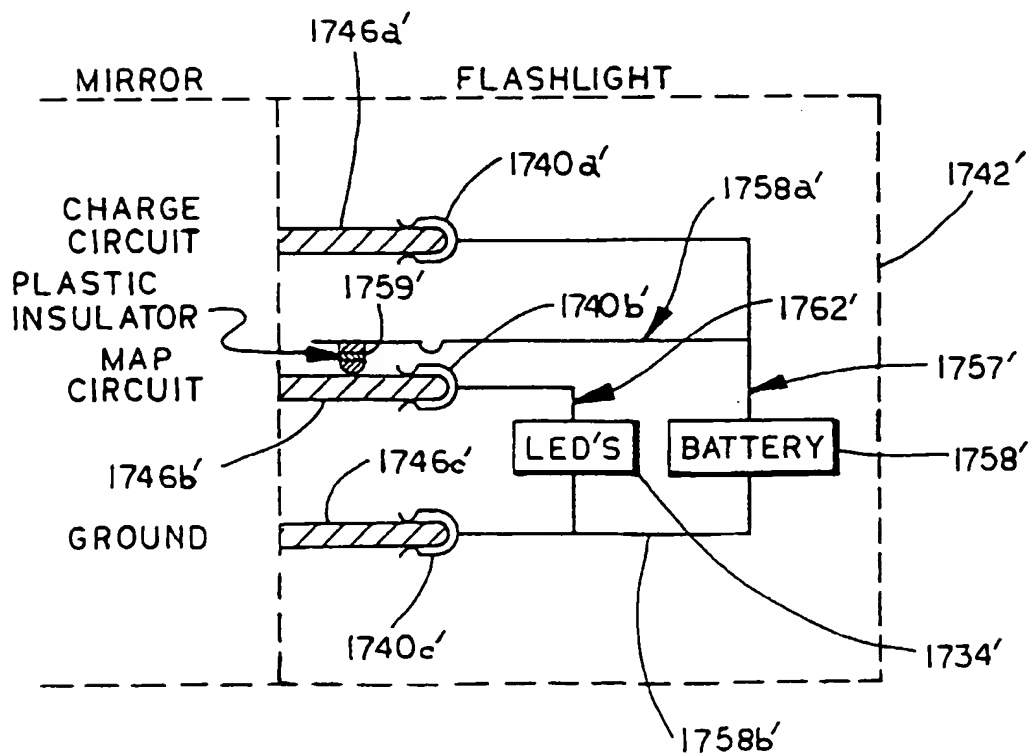 1746a'
MIRROR
FLASHLIGHT
1740a'
1758a'
1742'
CHARGE
CIRCUIT
1759'
1740b'
1762'
PLASTIC
INSULATOR
MAP
CIRCUIT
1757'
LED'S
BATTERY
1758'
1746b'
1746c'
GROUND
1740c'
1734'
1758b'